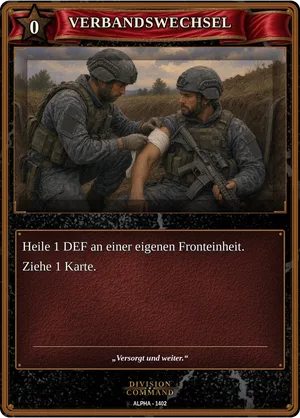 0
VERBANDSWECHSEL
Heile 1 DEF an einer eigenen Fronteinheit.
Ziehe 1 Karte.
„Versorgt und weiter.“
DIVISION
COMMAND
ALPHA - 1402